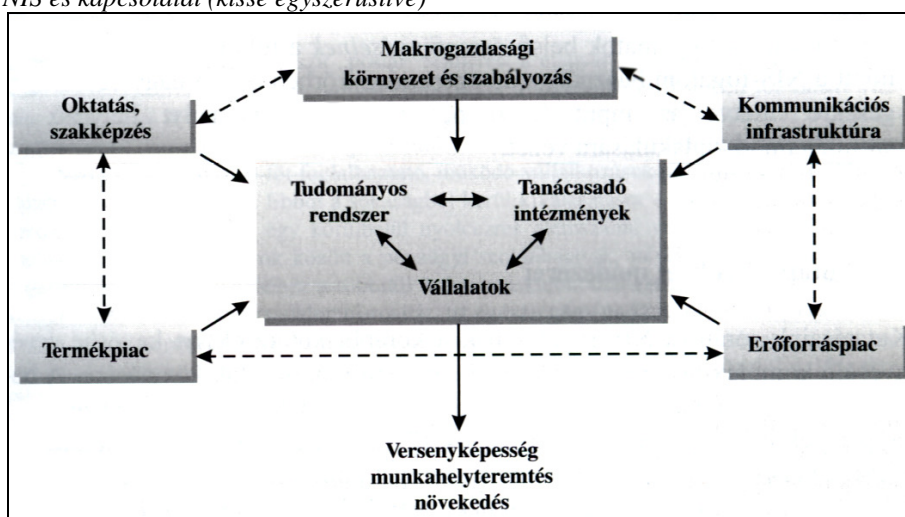 NIS és kapcsolatai (kissé egyszerűsítve)
Makrogazdasági
környezet és szabályozás
Oktatás,
szakképzés
Kommunikációs
infrastruktúra
Tudományos
rendszer
Tanácasadó
intézmények
Vállalatok
Termékpiac
Erőforráspiac
Versenyképesség
munkahelyteremtés
növekedés